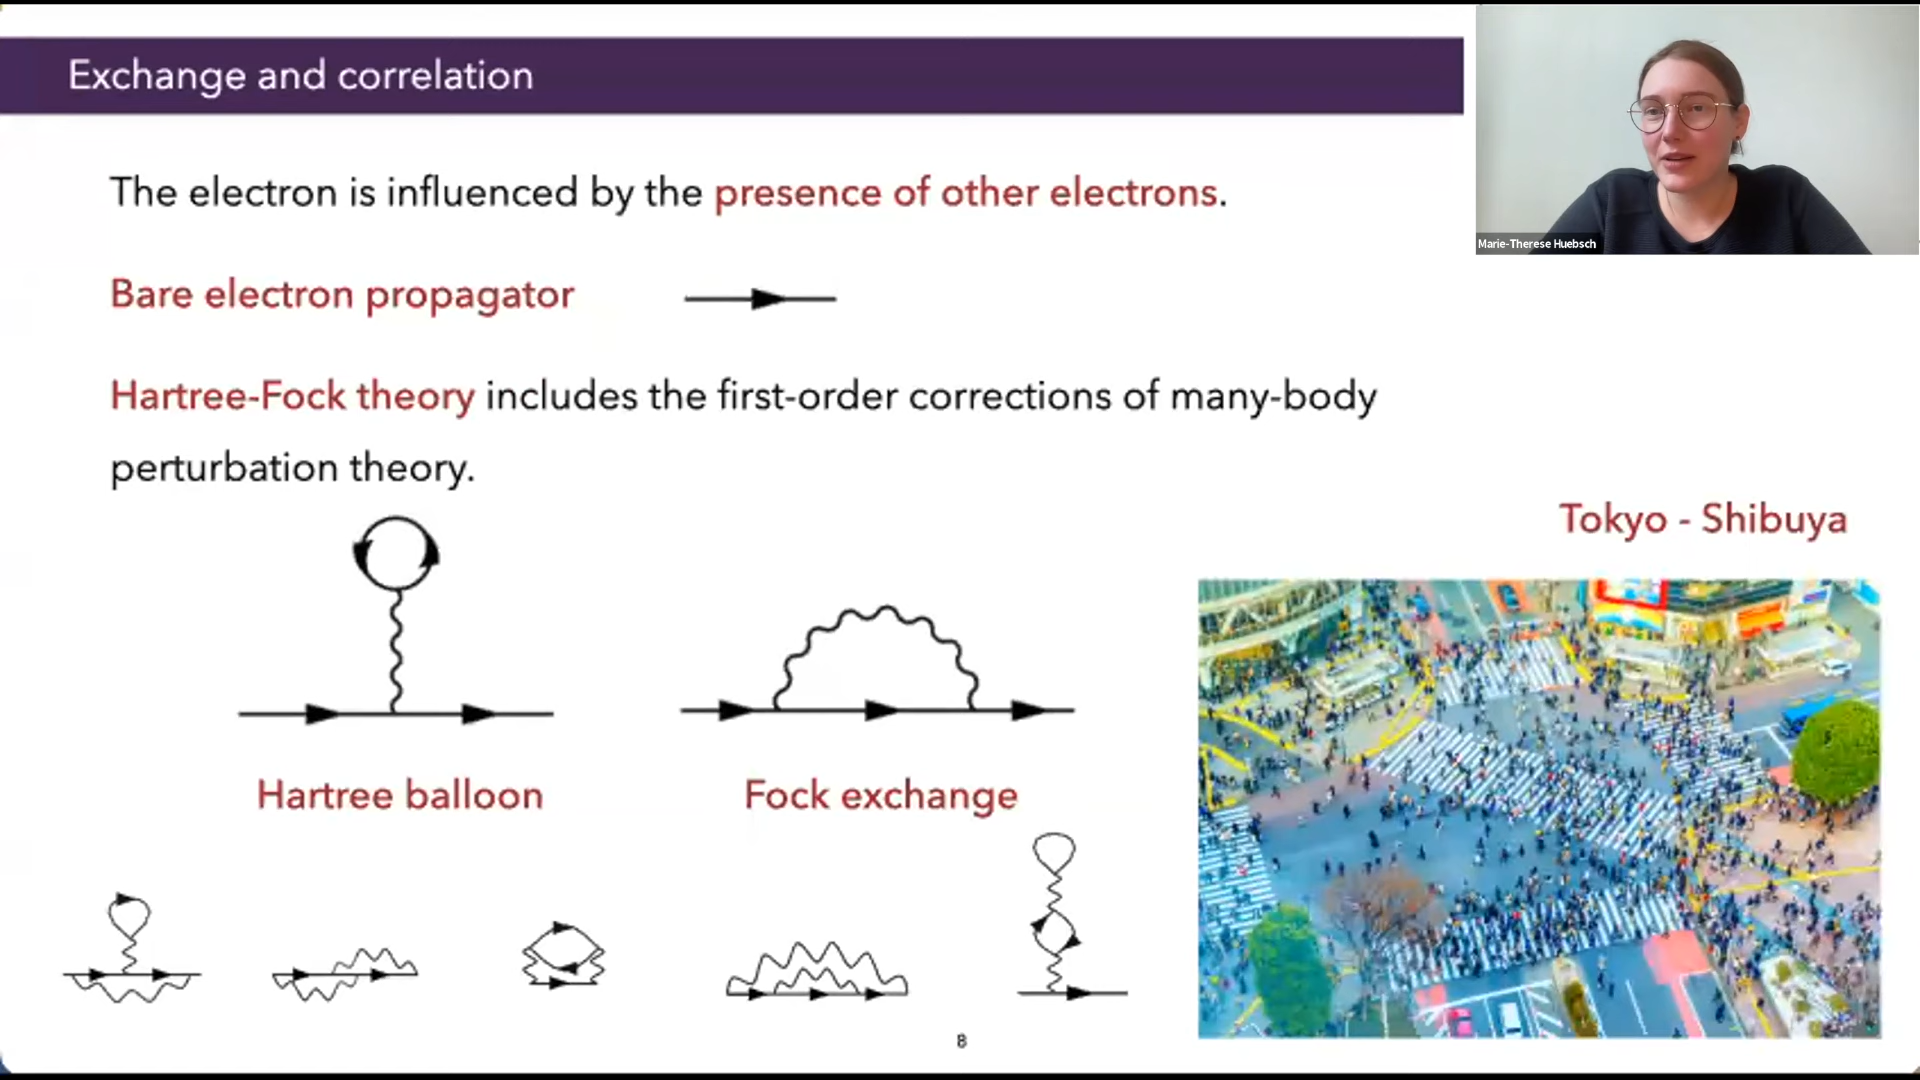 Exchange and correlation
Marie-Therese Huebsch
The electron is influenced by the presence of other electrons.
Bare electron propagator
Hartree-Fock theory includes the first-order corrections of many-body
perturbation theory.
Tokyo - Shibuya
Hartree balloon
Fock exchange
8